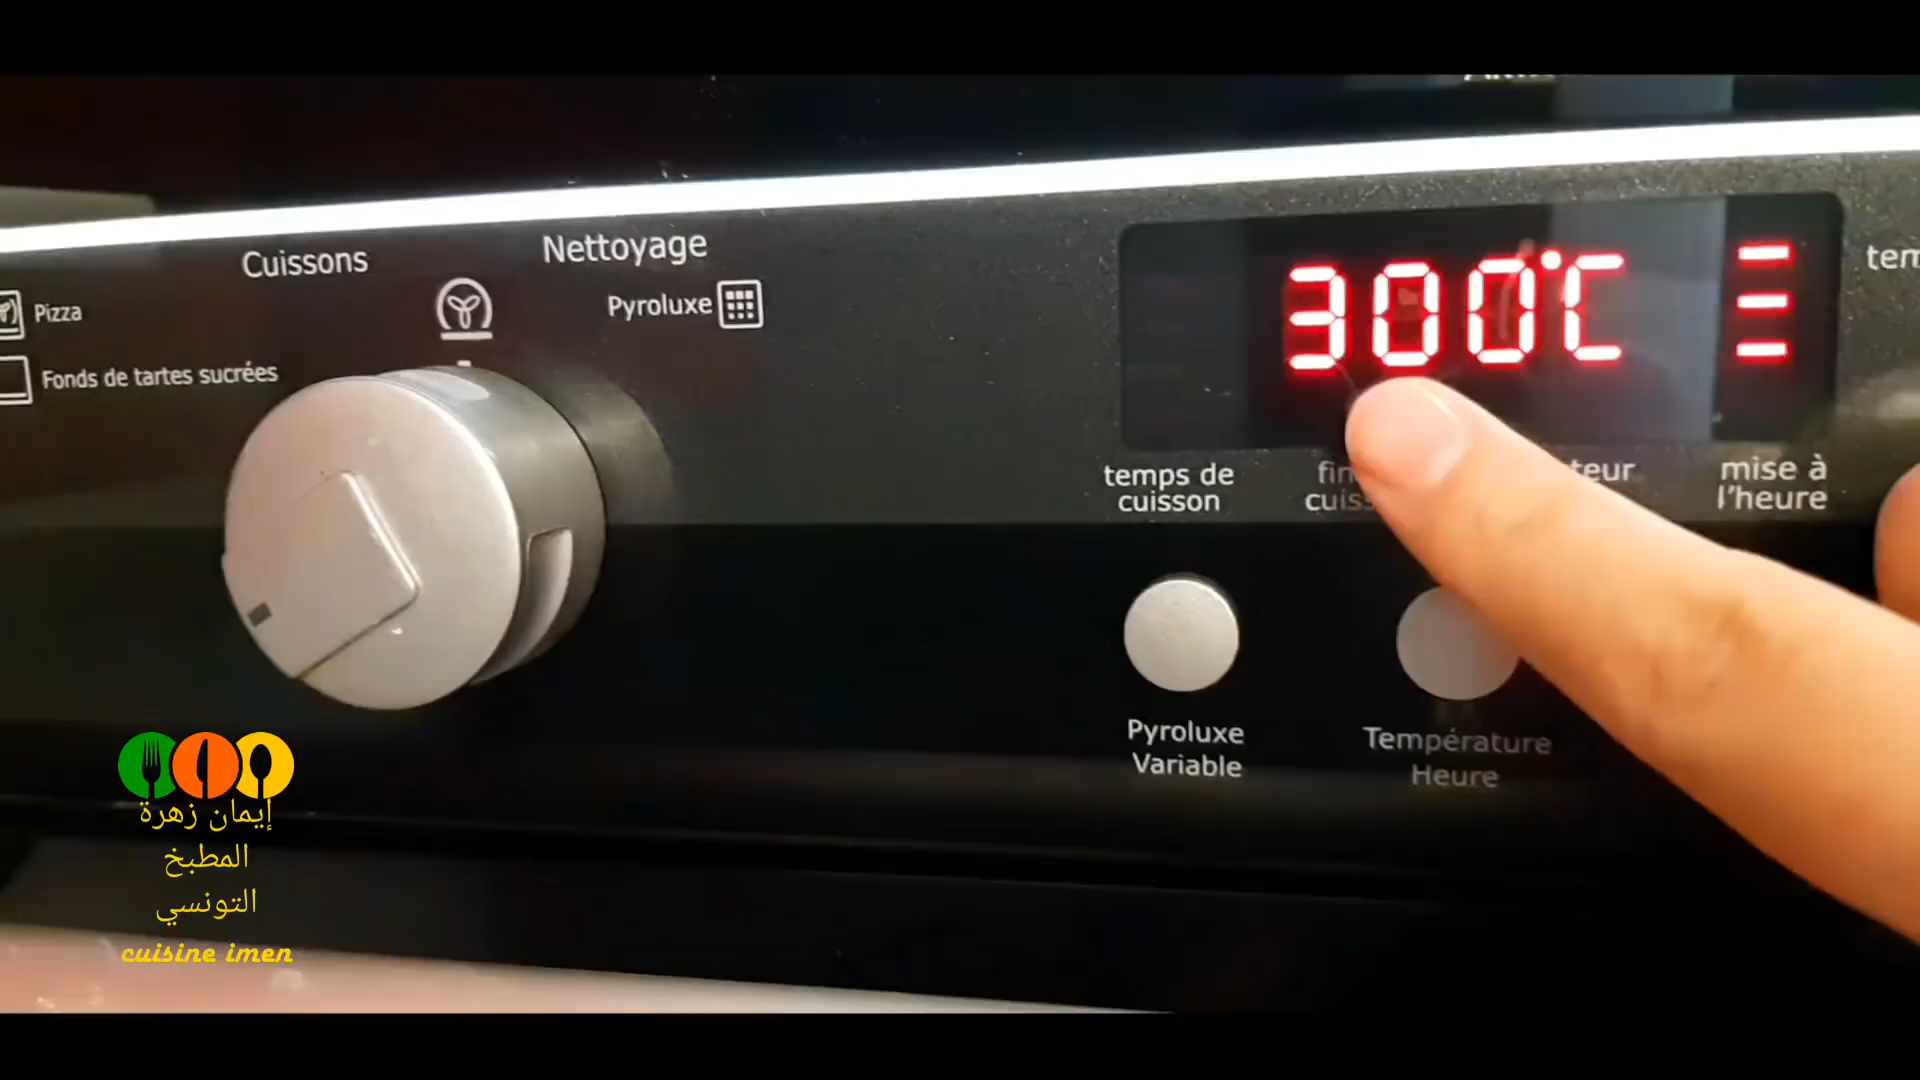 Cuissons
Nettoyage
Pizza
Pyroluxe
Fonds de tartes sucrées
300°C
temps de
cuisson
mise à
l'heure
Pyroluxe
Variable
Température
Heure
إيمان زهرة
المطبخ
التونسي
cuisine imen